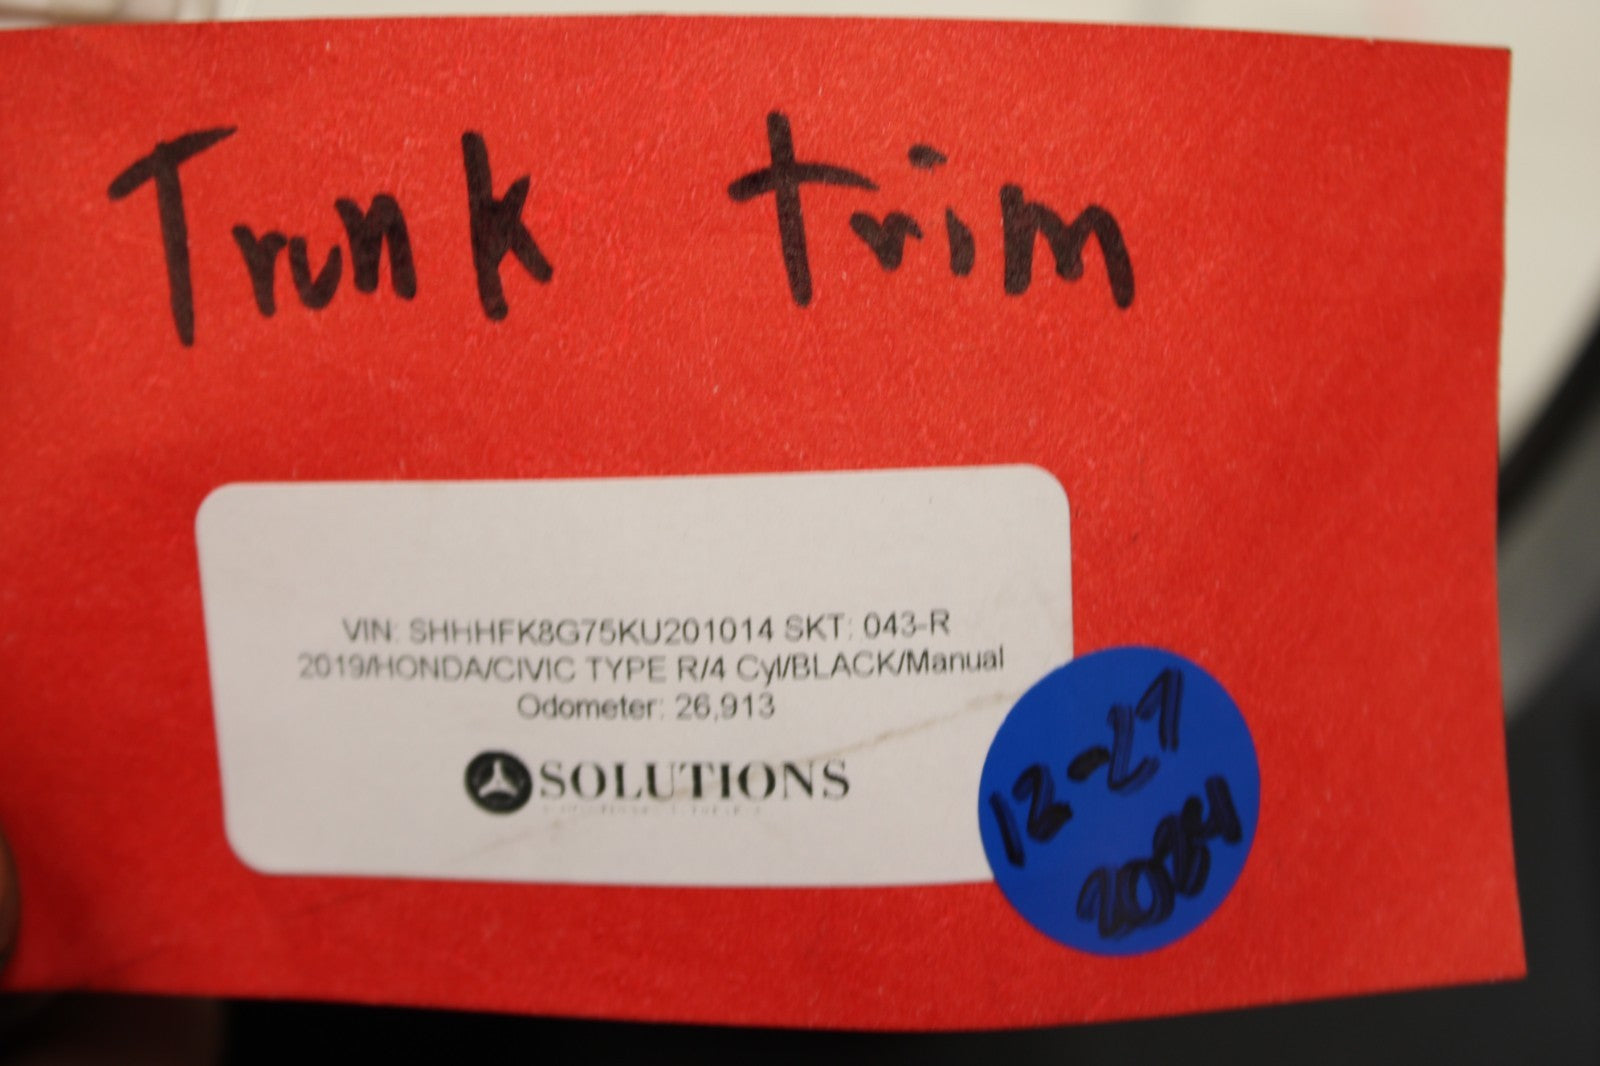 Trunk trim
VIN: SHHHFK8G75KU201014 SKT: 043-R
2019/HONDA/CIVIC TYPE R/4 Cyl/BLACK/Manual
Odometer: 26,913
SOLUTIONS
12-27
2024